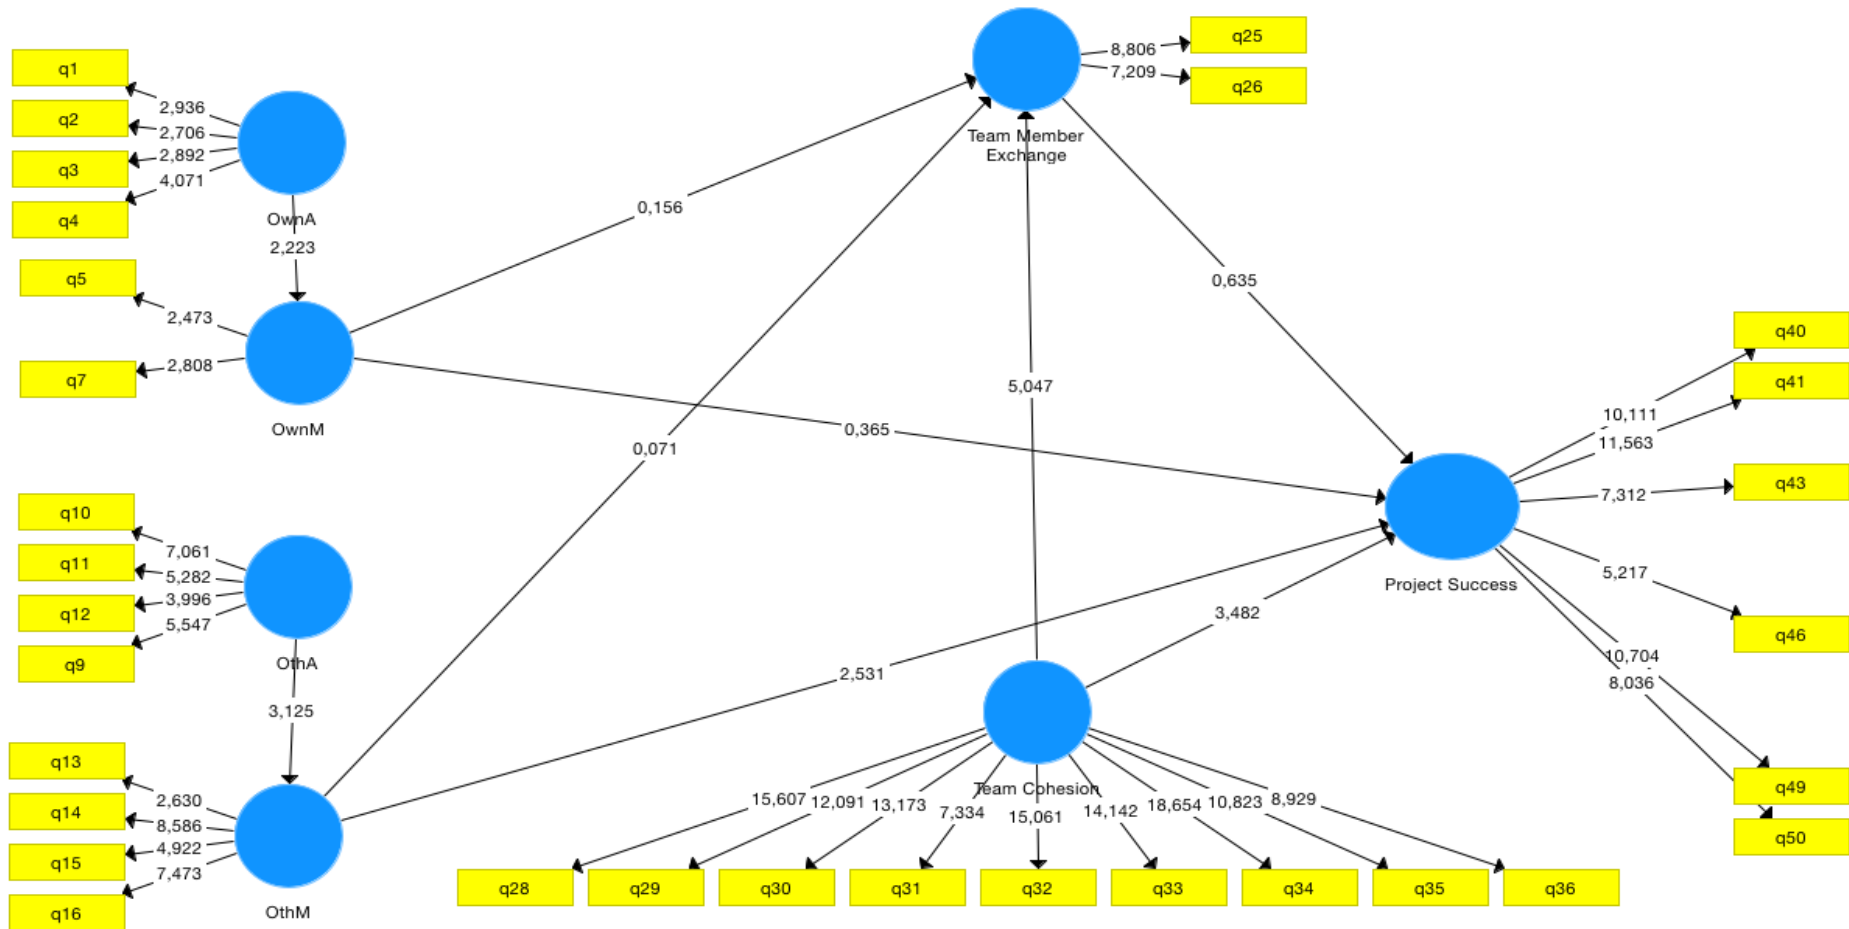 q1
q2
q3
q4
2,936
2,706
2,892
4,071
OwnA
2,223
q5
q7
2,473
2,808
OwnM
q10
q11
q12
q9
7,061
5,282
3,996
5,547
OthA
3,125
q13
q14
q15
q16
2,630
8,586
4,922
7,473
OthM
0,156
0,071
0,365
2,531
Team Member
Exchange
8,806
7,209
q25
q26
5,047
0,635
3,482
Team Cohesion
15,607
12,091
13,173
7,334
15,061
14,142
18,654
10,823
8,929
q28
q29
q30
q31
q32
q33
q34
q35
q36
Project Success
10,111
11,563
7,312
5,217
10,704
8,036
q40
q41
q43
q46
q49
q50